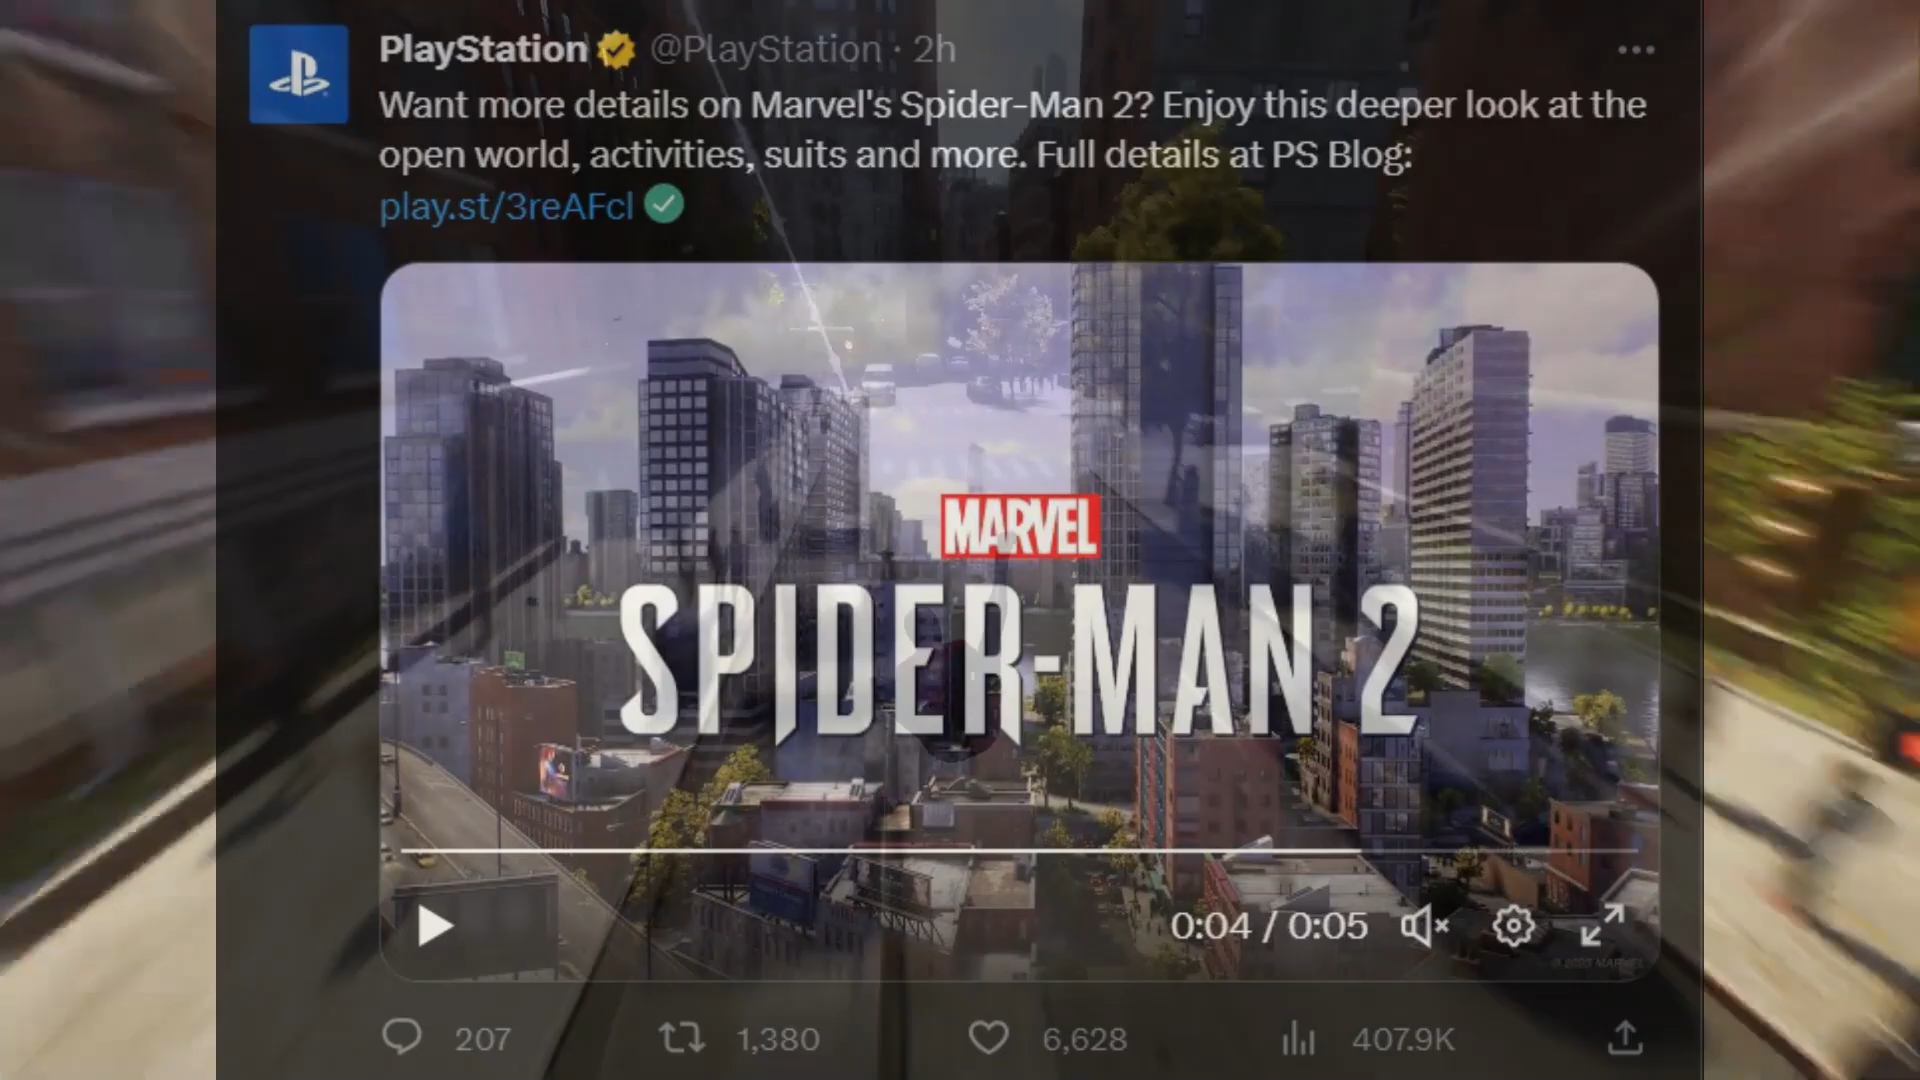 PlayStation @PlayStation · 2h
Want more details on Marvel's Spider-Man 2? Enjoy this deeper look at the
open world, activities, suits and more. Full details at PS Blog:
play.st/3reAFcl
MARVEL
SPIDER-MAN 2
0:04 / 0:05
© 2023 MARVEL
207 1,380 6,628 407.9K